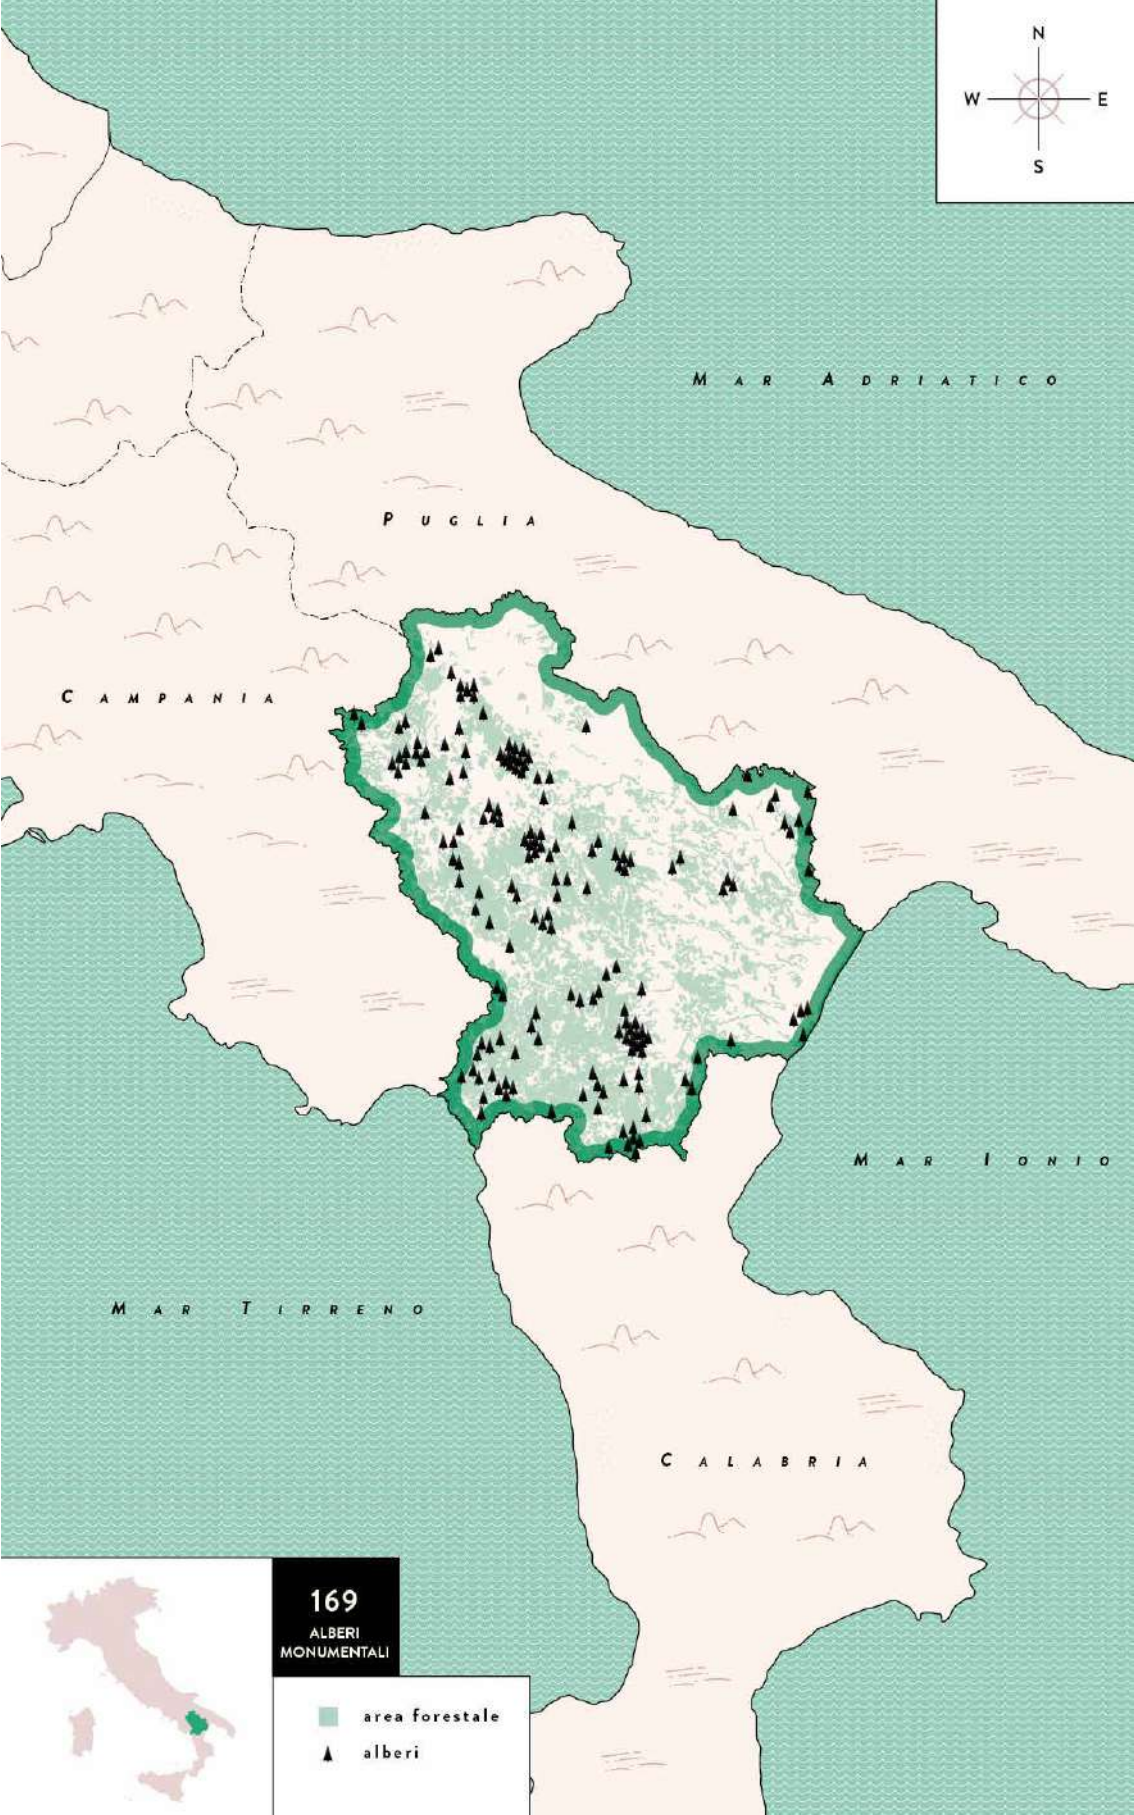 N
W E
S
MAR ADRIATICO
PUGLIA
CAMPANIA
MAR IONIO
MAR TIRRENO
CALABRIA
169
ALBERI
MONUMENTALI
area forestale
alberi